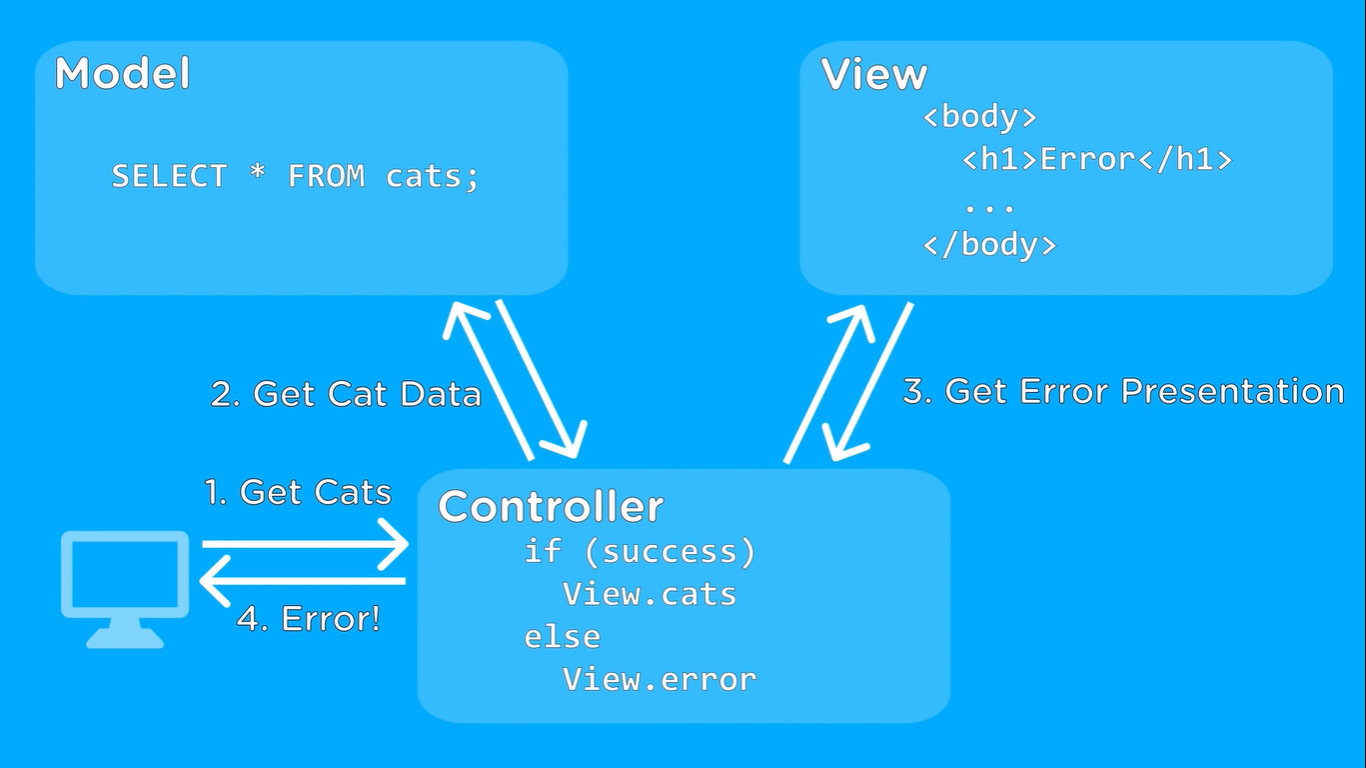 Model
SELECT * FROM cats;
View
<body>
<h1>Error</h1>
...
</body>
2. Get Cat Data
3. Get Error Presentation
1. Get Cats
4. Error!
Controller
if (success)
View.cats
else
View.error